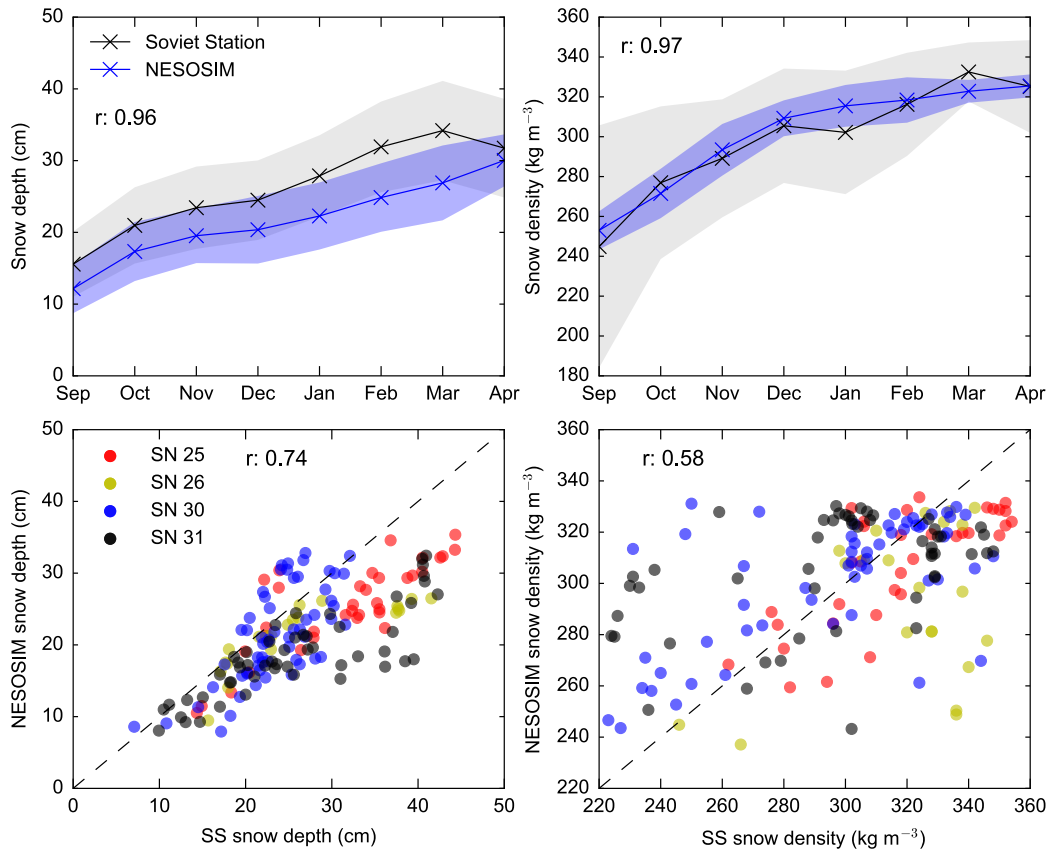 Soviet Station
NESOSIM
r: 0.96
Snow depth (cm)
50
40
30
20
10
0
Sep Oct Nov Dec Jan Feb Mar Apr
r: 0.97
Snow density (kg m⁻³)
360
340
320
300
280
260
240
220
200
180
Sep Oct Nov Dec Jan Feb Mar Apr
SN 25
SN 26
SN 30
SN 31
r: 0.74
NESOSIM snow depth (cm)
50
40
30
20
10
0
0 10 20 30 40 50
SS snow depth (cm)
r: 0.58
NESOSIM snow density (kg m⁻³)
360
340
320
300
280
260
240
220
220 240 260 280 300 320 340 360
SS snow density (kg m⁻³)